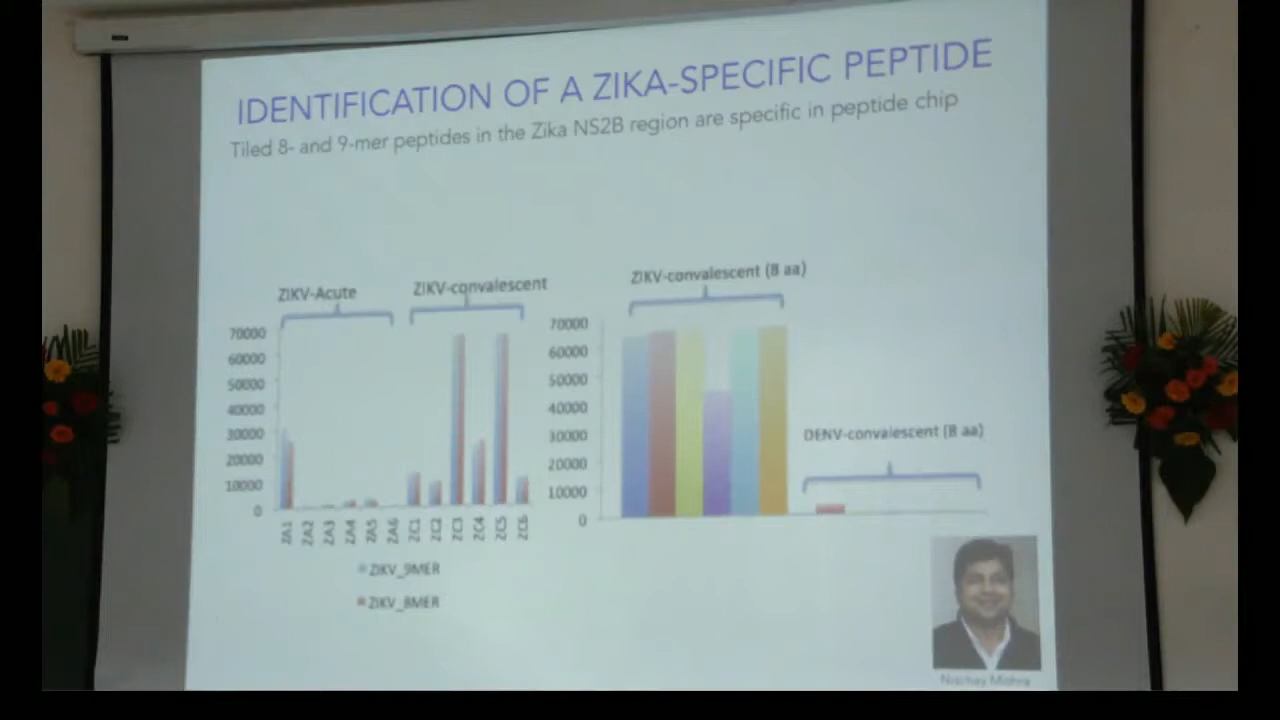 IDENTIFICATION OF A ZIKA-SPECIFIC PEPTIDE
Tiled 8- and 9-mer peptides in the Zika NS2B region are specific in peptide chip
ZIKV-Acute
ZIKV-convalescent
70000
60000
50000
40000
30000
20000
10000
0
ZA1
ZA2
ZA3
ZA4
ZA5
ZA6
ZC1
ZC2
ZC3
ZC4
ZC5
ZC6
ZIKV_9MER
ZIKV_8MER
ZIKV-convalescent (8 aa)
70000
60000
50000
40000
30000
20000
10000
0
DENV-convalescent (8 aa)
Nischay Mishra